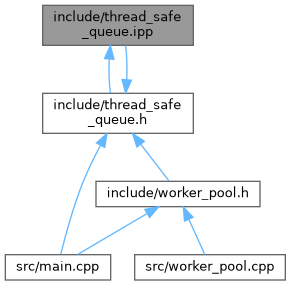 include/thread_safe
_queue.ipp
include/thread_safe
_queue.h
include/worker_pool.h
src/main.cpp
src/worker_pool.cpp